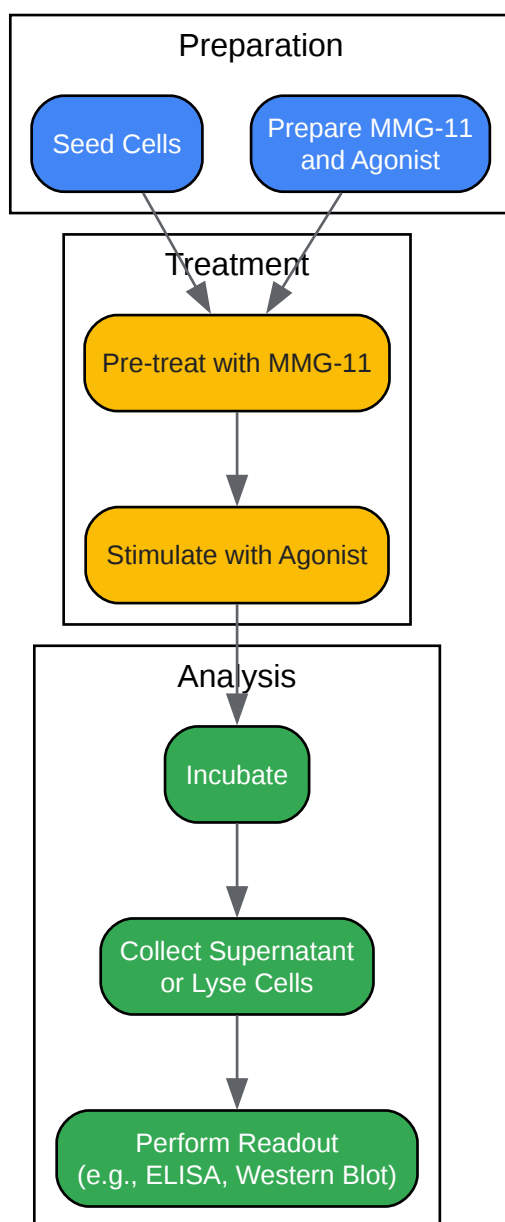 Preparation
Seed Cells
Prepare MMG-11
and Agonist
Treatment
Pre-treat with MMG-11
Stimulate with Agonist
Analysis
Incubate
Collect Supernatant
or Lyse Cells
Perform Readout
(e.g., ELISA, Western Blot)